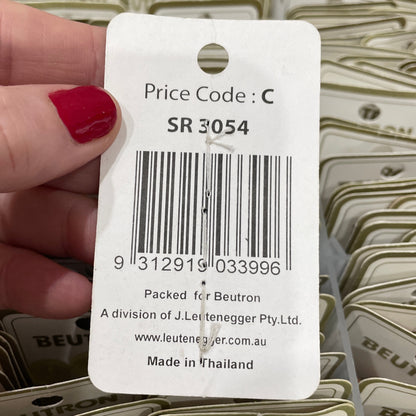 Price Code : C
SR 3054
9 312919 033996
Packed for Beutron
A division of J.Leutenegger Pty.Ltd.
www.leutenegger.com.au
Made in Thailand
BEUTRON